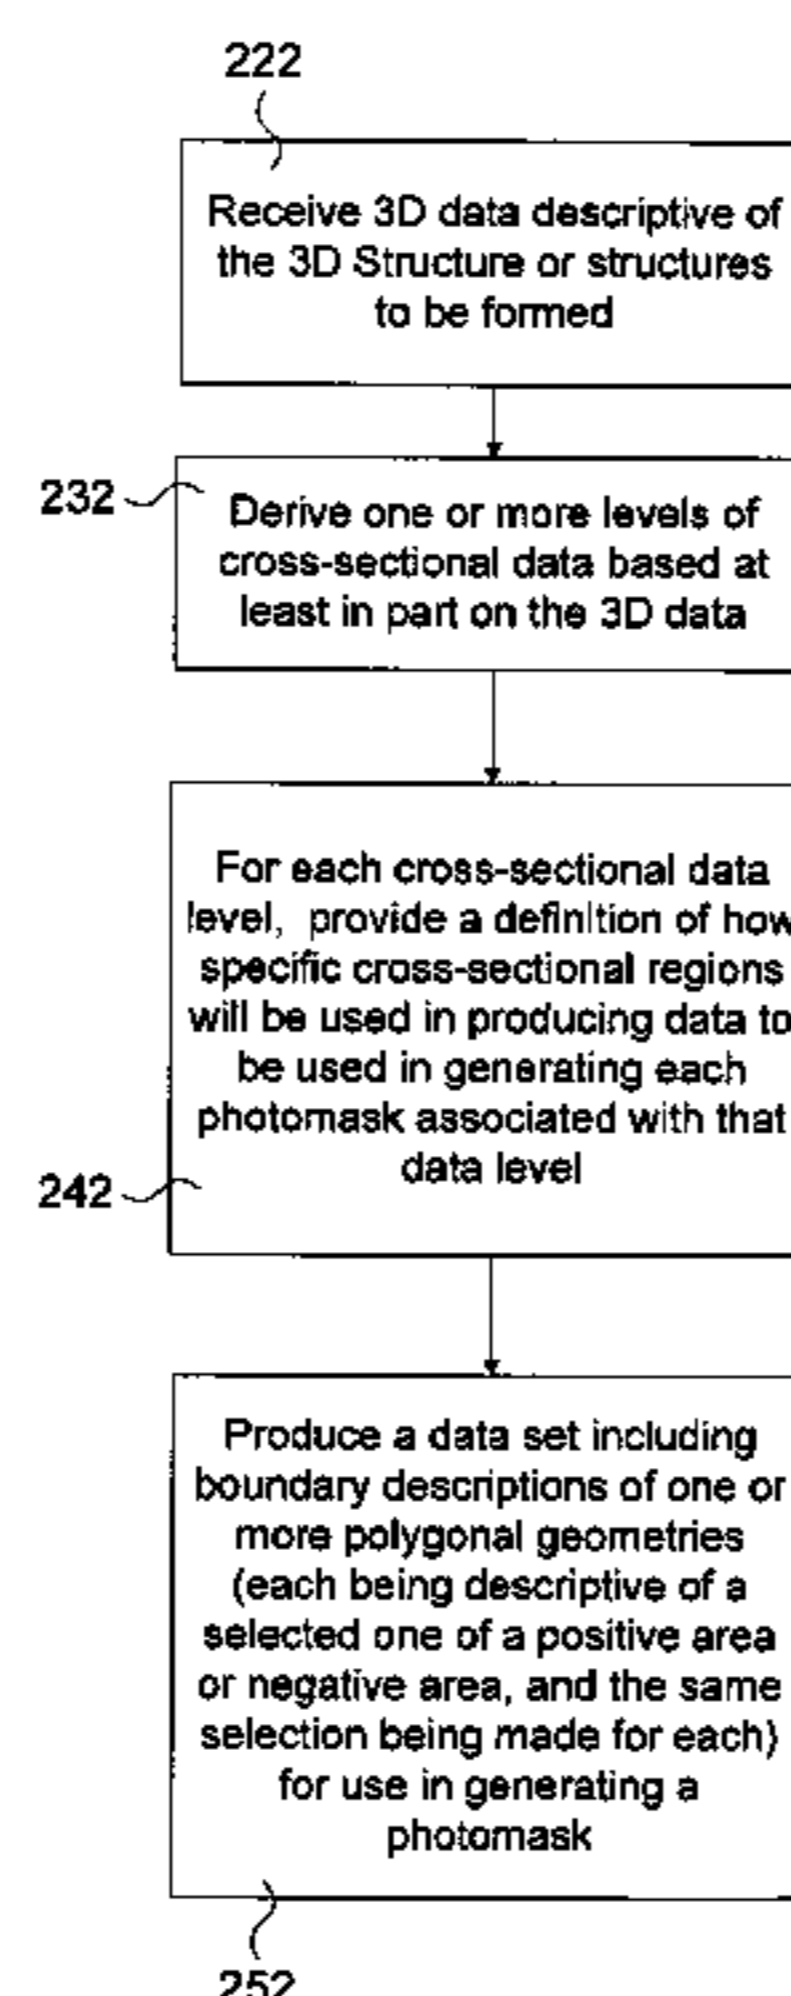 222
Receive 3D data descriptive of
the 3D Structure or structures
to be formed
232
Derive one or more levels of
cross-sectional data based at
least in part on the 3D data
For each cross-sectional data
level, provide a definition of how
specific cross-sectional regions
will be used in producing data to
be used in generating each
photomask associated with that
data level
242
Produce a data set including
boundary descriptions of one or
more polygonal geometries
(each being descriptive of a
selected one of a positive area
or negative area, and the same
selection being made for each)
for use in generating a
photomask
252